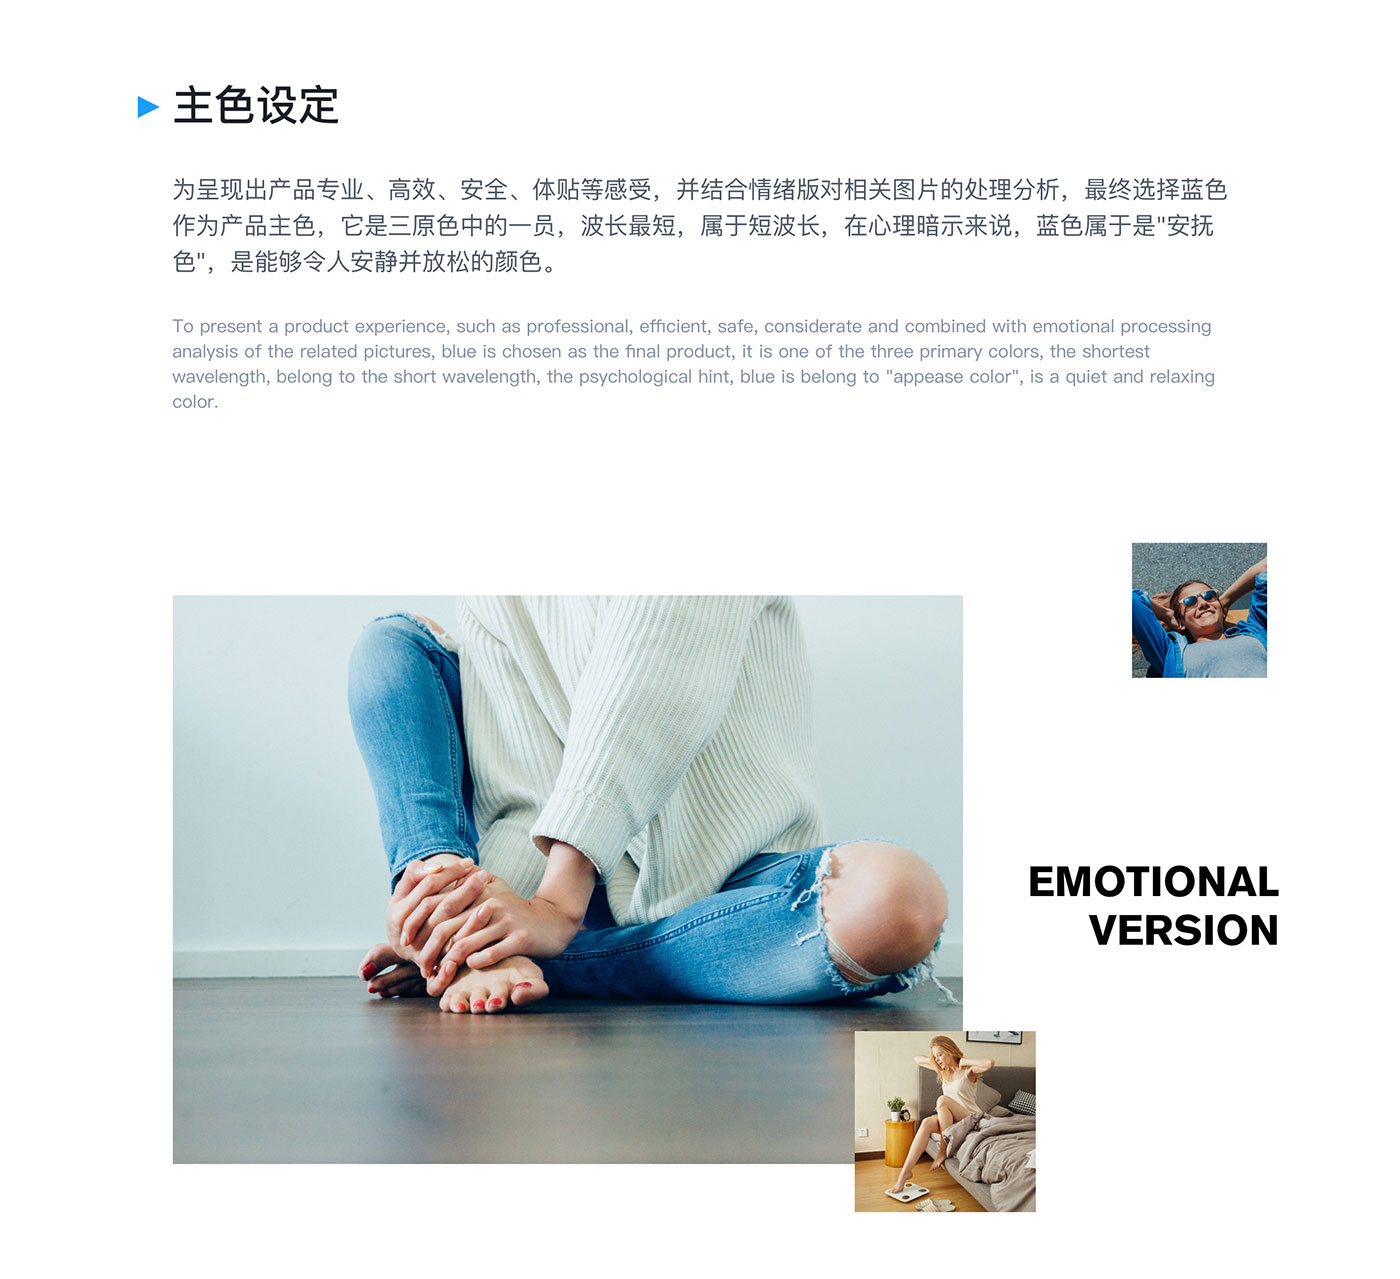 主色设定
为呈现出产品专业、高效、安全、体贴等感受，并结合情绪版对相关图片的处理分析，最终选择蓝色
作为产品主色，它是三原色中的一员，波长最短，属于短波长，在心理暗示来说，蓝色属于是"安抚
色"，是能够令人安静并放松的颜色。
To present a product experience, such as professional, efficient, safe, considerate and combined with emotional processing
analysis of the related pictures, blue is chosen as the final product, it is one of the three primary colors, the shortest
wavelength, belong to the short wavelength, the psychological hint, blue is belong to "appease color", is a quiet and relaxing
color.
EMOTIONAL
VERSION